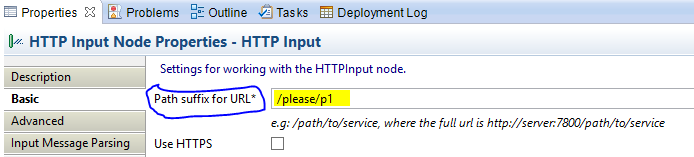 Properties Problems Outline Tasks Deployment Log
HTTP Input Node Properties - HTTP Input
Description
Basic
Advanced
Input Message Parsing
Settings for working with the HTTPInput node.
Path suffix for URL* /please/p1
e.g: /path/to/service, where the full url is http://server:7800/path/to/service
Use HTTPS